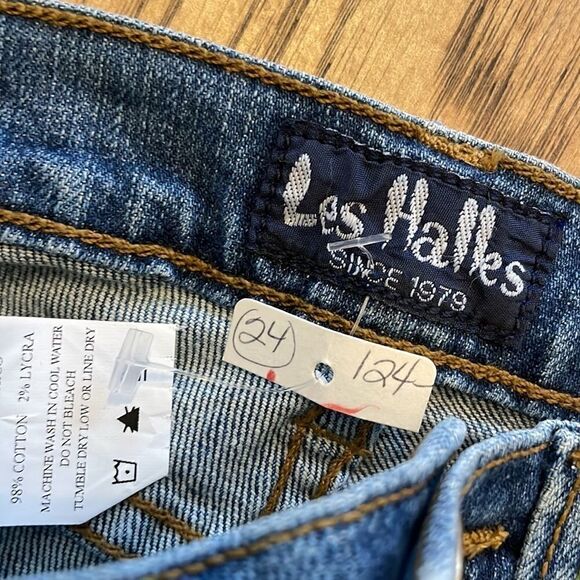 Les Halles
SINCE 1979
24 124
98% COTTON 2% LYCRA
MACHINE WASH IN COOL WATER
DO NOT BLEACH
TUMBLE DRY LOW OR LINE DRY